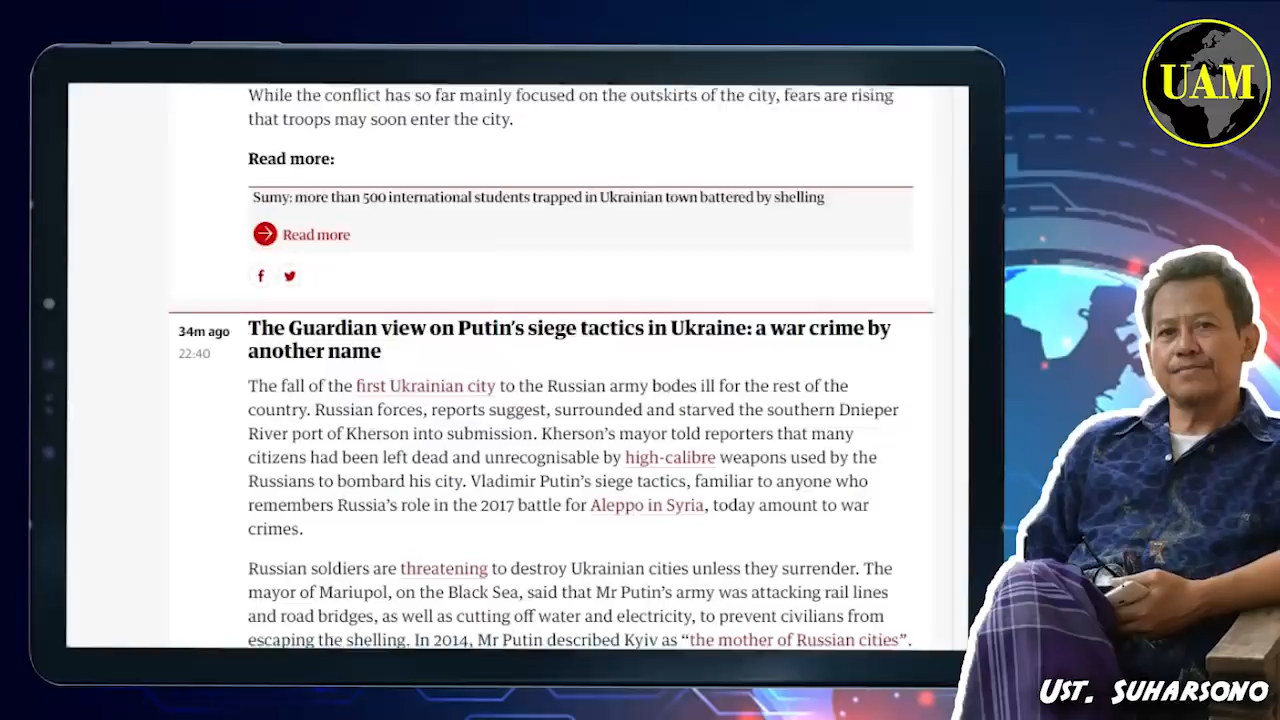 UAM
While the conflict has so far mainly focused on the outskirts of the city, fears are rising
that troops may soon enter the city.
Read more:
Sumy: more than 500 international students trapped in Ukrainian town battered by shelling
Read more
34m ago
22:40
The Guardian view on Putin's siege tactics in Ukraine: a war crime by
another name
The fall of the first Ukrainian city to the Russian army bodes ill for the rest of the
country. Russian forces, reports suggest, surrounded and starved the southern Dnieper
River port of Kherson into submission. Kherson's mayor told reporters that many
citizens had been left dead and unrecognisable by high-calibre weapons used by the
Russians to bombard his city. Vladimir Putin's siege tactics, familiar to anyone who
remembers Russia's role in the 2017 battle for Aleppo in Syria, today amount to war
crimes.
Russian soldiers are threatening to destroy Ukrainian cities unless they surrender. The
mayor of Mariupol, on the Black Sea, said that Mr Putin's army was attacking rail lines
and road bridges, as well as cutting off water and electricity, to prevent civilians from
escaping the shelling. In 2014, Mr Putin described Kyiv as “the mother of Russian cities”.
UST. SUHARSONO